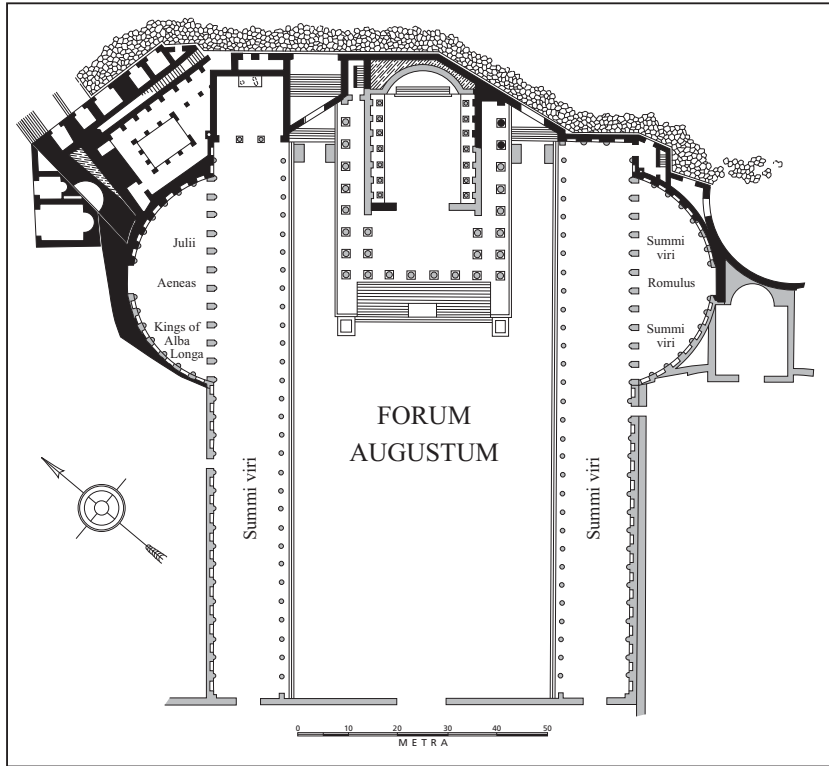 Julii
Aeneas
Kings of
Alba
Longa
Summi
viri
Romulus
Summi
viri
FORUM
AUGUSTUM
Summi viri
Summi viri
0 10 20 30 40 50
METRA